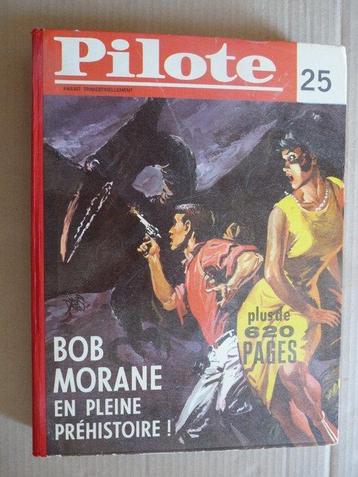 Pilote
PARAIT TRIMESTRIELLEMENT
25
plus de
620
PAGES
BOB
MORANE
EN PLEINE
PRÉHISTOIRE !